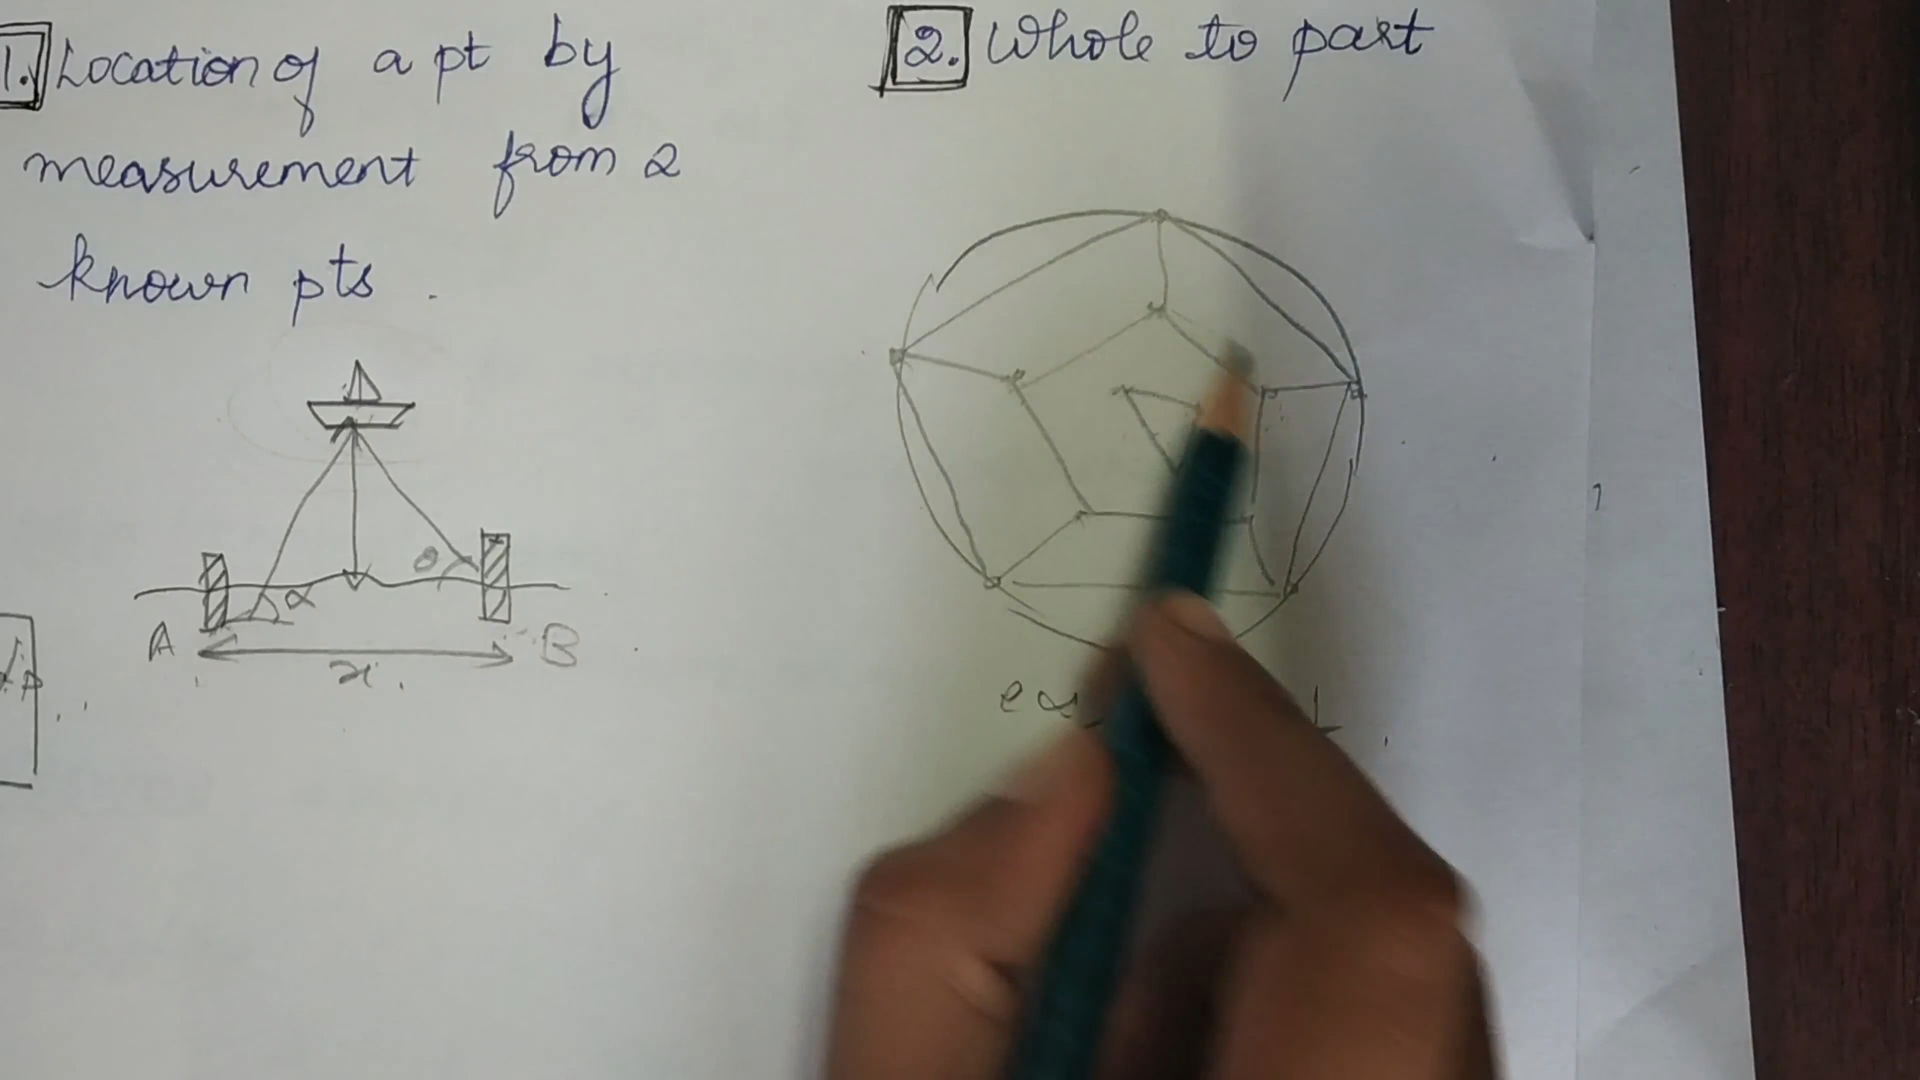 1. Location of a pt by
measurement from 2
known pts.
θ
α
A
B
x
2. Whole to part